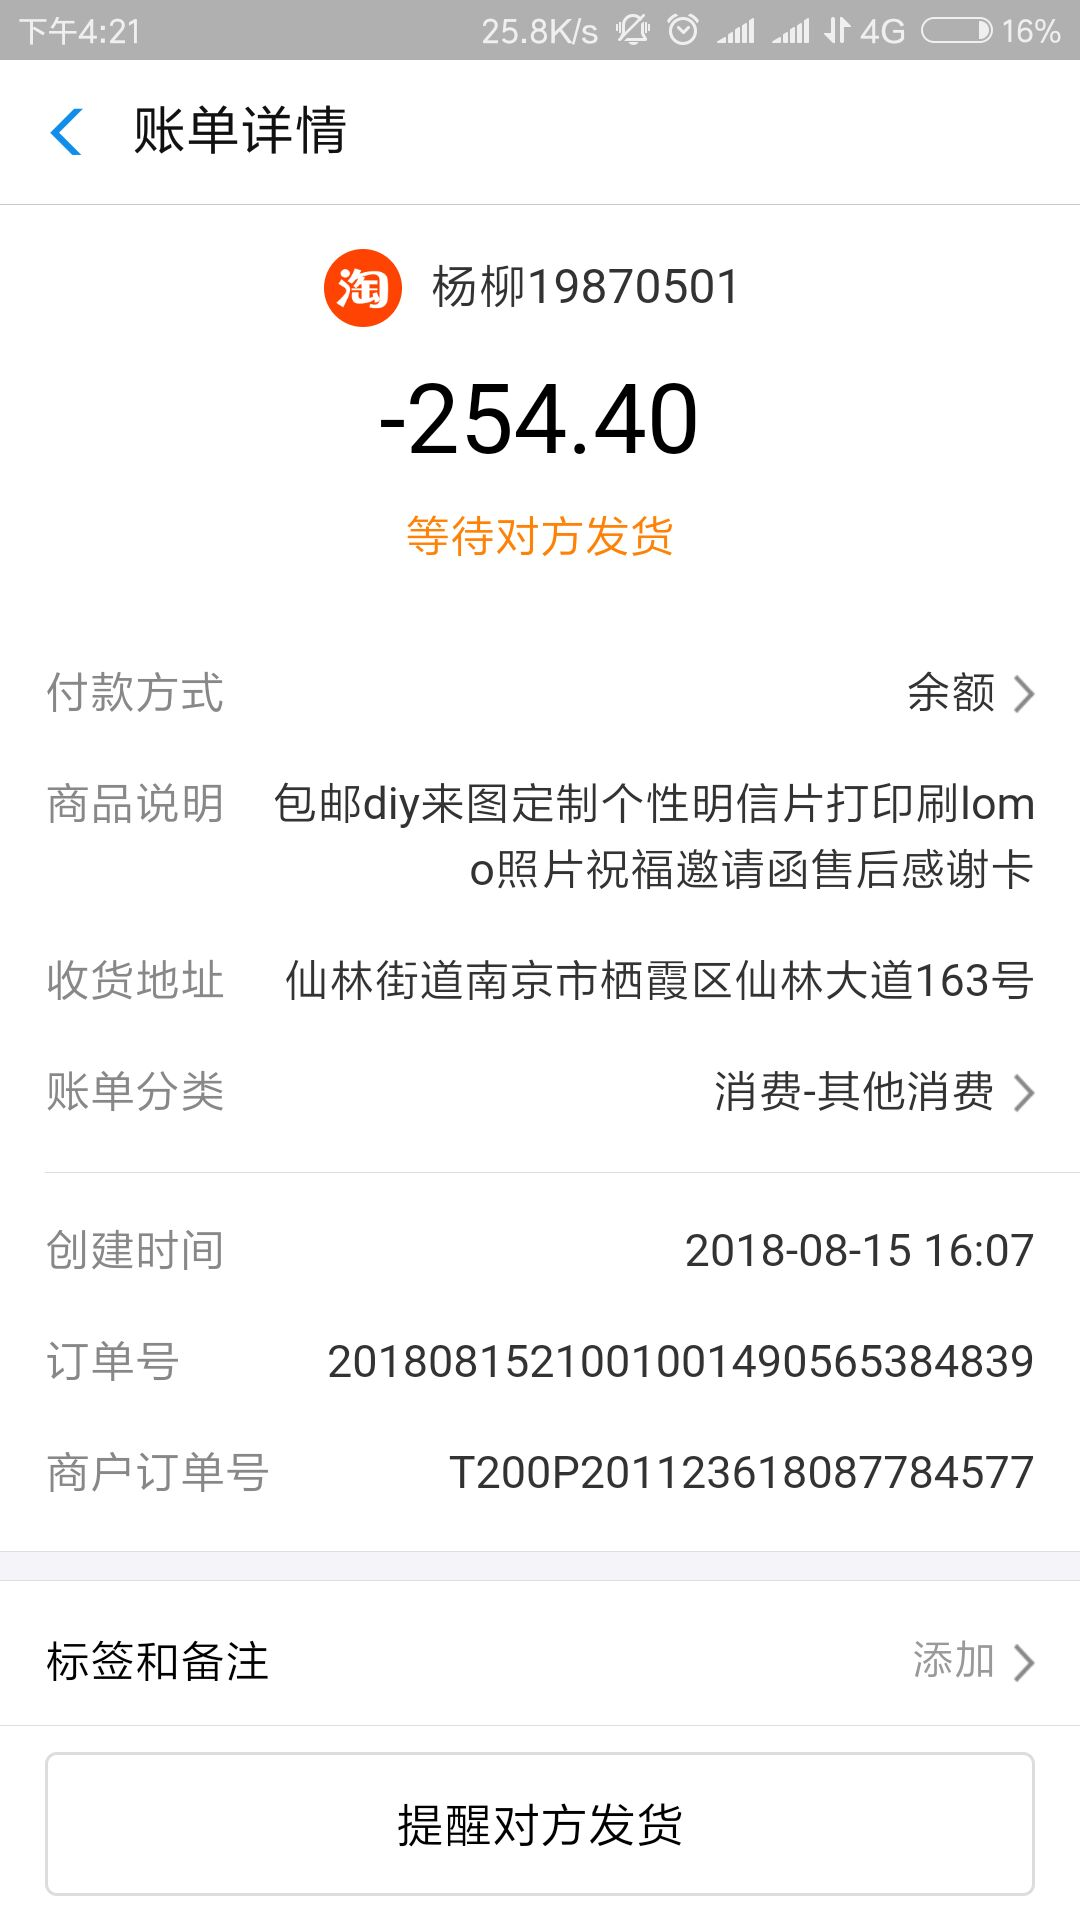 下午4:21 25.8K/s 4G 16%
账单详情
淘 杨柳19870501
-254.40
等待对方发货
付款方式 余额
商品说明 包邮diy来图定制个性明信片打印刷lom
o照片祝福邀请函售后感谢卡
收货地址 仙林街道南京市栖霞区仙林大道163号
账单分类 消费-其他消费
创建时间 2018-08-15 16:07
订单号 2018081521001001490565384839
商户订单号 T200P201123618087784577
标签和备注 添加
提醒对方发货